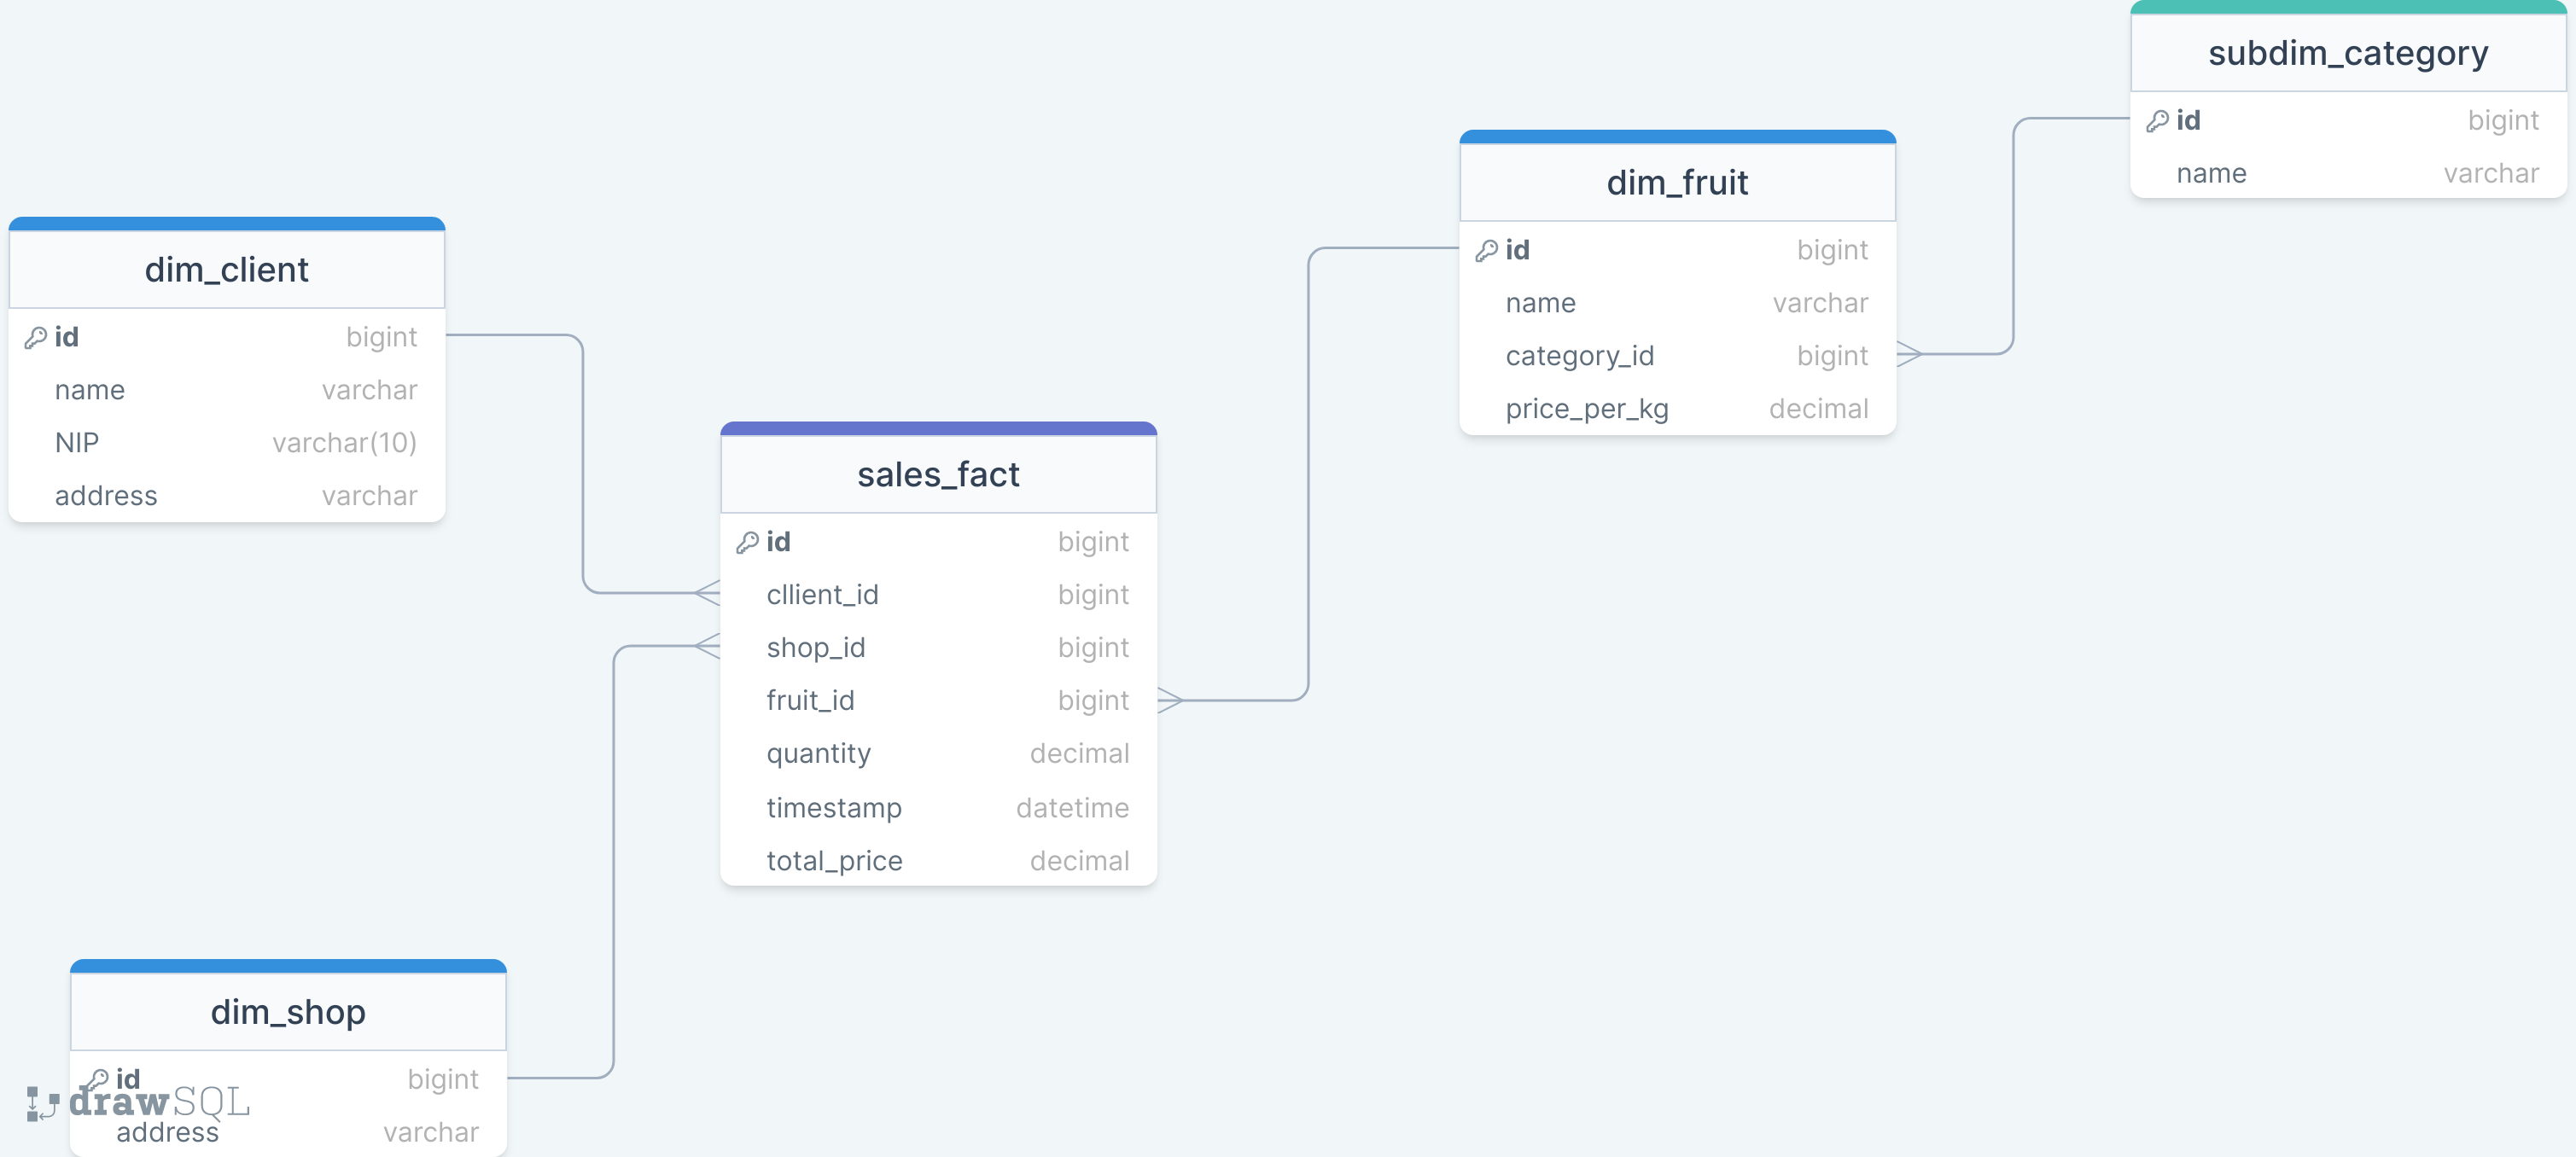 subdim_category
id bigint
name varchar
dim_fruit
id bigint
name varchar
category_id bigint
price_per_kg decimal
dim_client
id bigint
name varchar
NIP varchar(10)
address varchar
sales_fact
id bigint
cllient_id bigint
shop_id bigint
fruit_id bigint
quantity decimal
timestamp datetime
total_price decimal
dim_shop
id bigint
drawSQL
address varchar